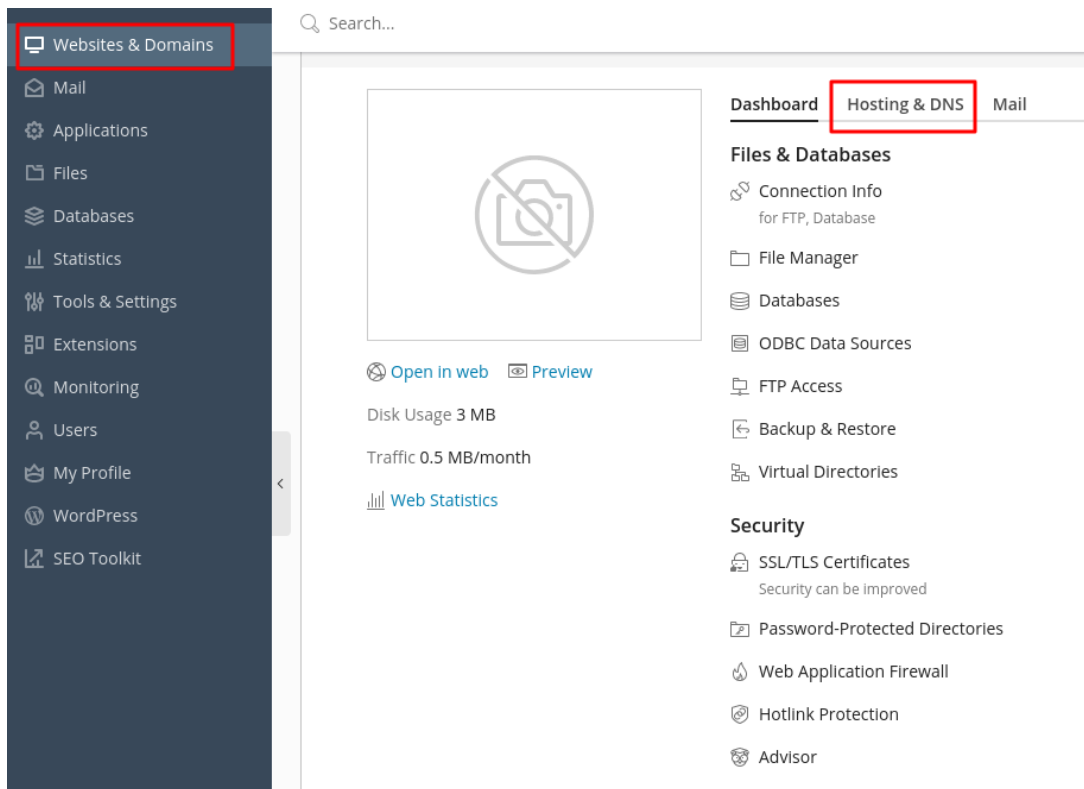 Search...
Websites & Domains
Mail
Applications
Files
Databases
Statistics
Tools & Settings
Extensions
Monitoring
Users
My Profile
WordPress
SEO Toolkit
Open in web Preview
Disk Usage 3 MB
Traffic 0.5 MB/month
Web Statistics
Dashboard Hosting & DNS Mail
Files & Databases
Connection Info
for FTP, Database
File Manager
Databases
ODBC Data Sources
FTP Access
Backup & Restore
Virtual Directories
Security
SSL/TLS Certificates
Security can be improved
Password-Protected Directories
Web Application Firewall
Hotlink Protection
Advisor